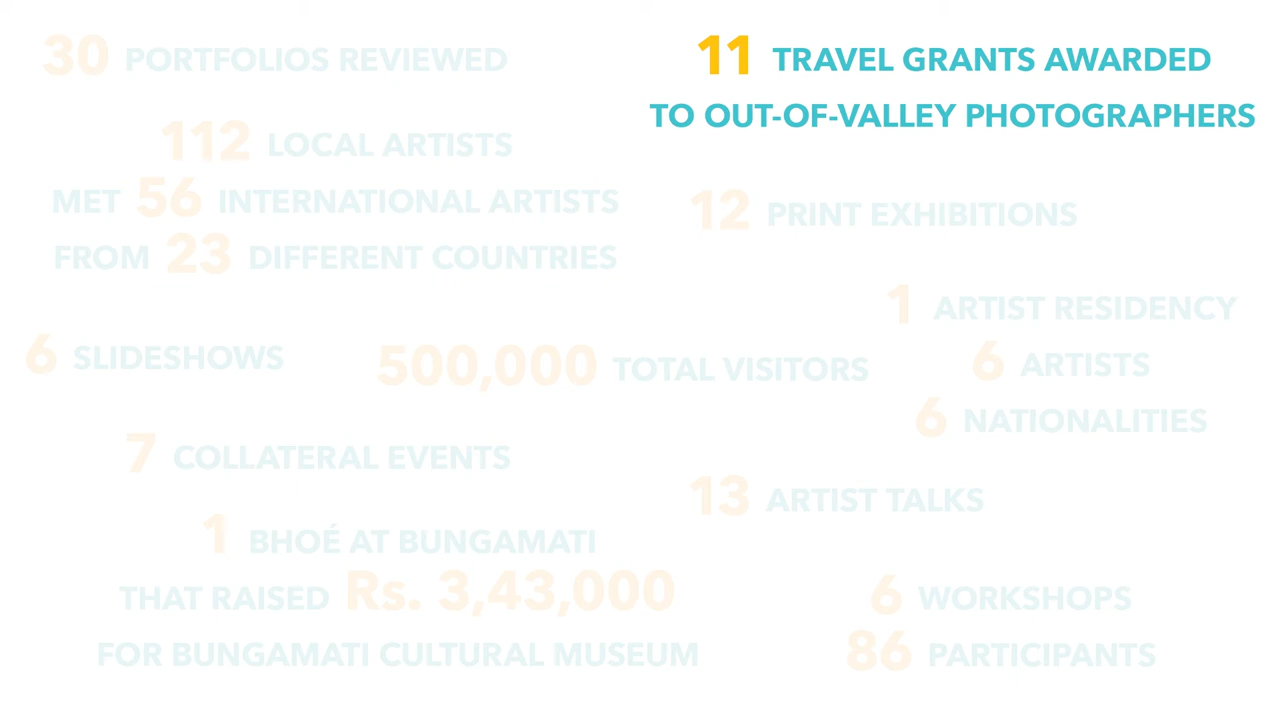 30 PORTFOLIOS REVIEWED
11 TRAVEL GRANTS AWARDED
TO OUT-OF-VALLEY PHOTOGRAPHERS
112 LOCAL ARTISTS
MET 56 INTERNATIONAL ARTISTS
FROM 23 DIFFERENT COUNTRIES
12 PRINT EXHIBITIONS
1 ARTIST RESIDENCY
6 ARTISTS
6 NATIONALITIES
6 SLIDESHOWS
500,000 TOTAL VISITORS
7 COLLATERAL EVENTS
13 ARTIST TALKS
1 BHOÉ AT BUNGAMATI
THAT RAISED Rs. 3,43,000
FOR BUNGAMATI CULTURAL MUSEUM
6 WORKSHOPS
86 PARTICIPANTS